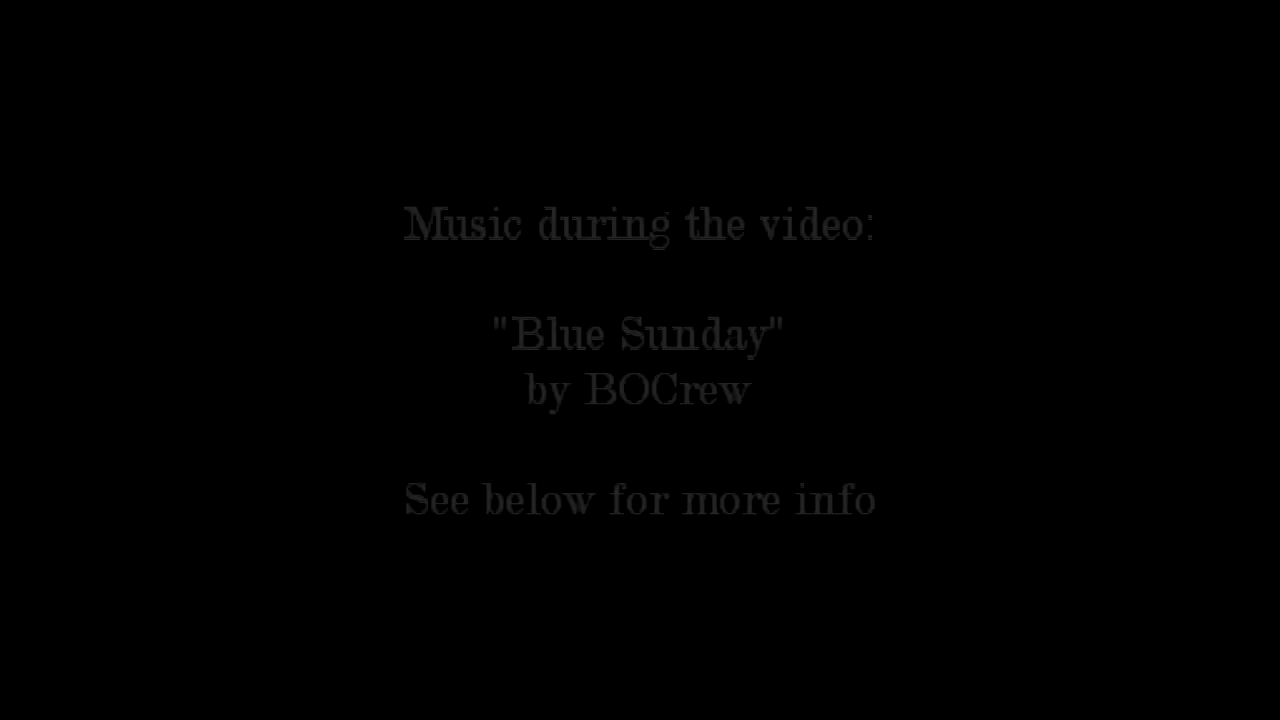 Music during the video:
"Blue Sunday"
by BOCrew
See below for more info